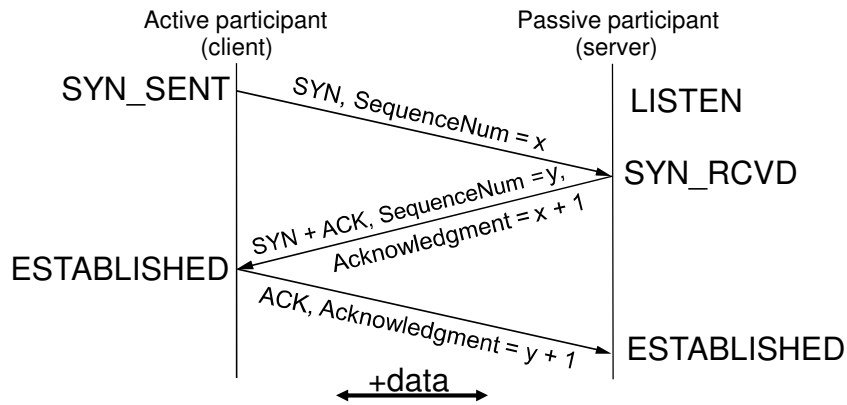 Active participant
(client)
Passive participant
(server)
SYN_SENT
SYN, SequenceNum = x
LISTEN
SYN_RCVD
SYN + ACK, SequenceNum =y,
Acknowledgment = x + 1
ESTABLISHED
ACK, Acknowledgment = y + 1
ESTABLISHED
+data